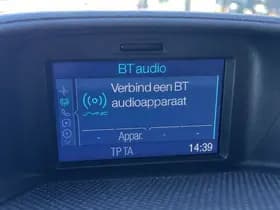 BT audio
Verbind een BT
audioapparaat
- Appar. - -
TP TA 14:39